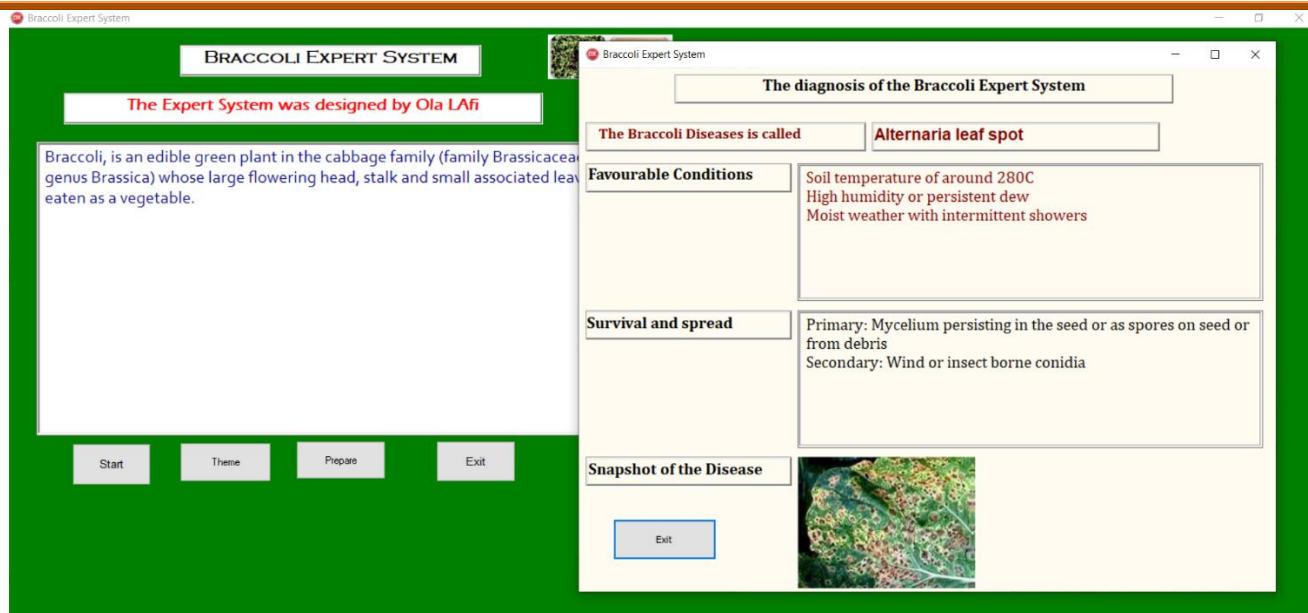 Braccoli Expert System
BRACCOLI EXPERT SYSTEM
The Expert System was designed by Ola LAfi
Braccoli, is an edible green plant in the cabbage family (family Brassicacea
genus Brassica) whose large flowering head, stalk and small associated leav
eaten as a vegetable.
Start
Theme
Prepare
Exit
Braccoli Expert System
The diagnosis of the Braccoli Expert System
The Braccoli Diseases is called
Alternaria leaf spot
Favourable Conditions
Soil temperature of around 280C
High humidity or persistent dew
Moist weather with intermittent showers
Survival and spread
Primary: Mycelium persisting in the seed or as spores on seed or
from debris
Secondary: Wind or insect borne conidia
Snapshot of the Disease
Exit